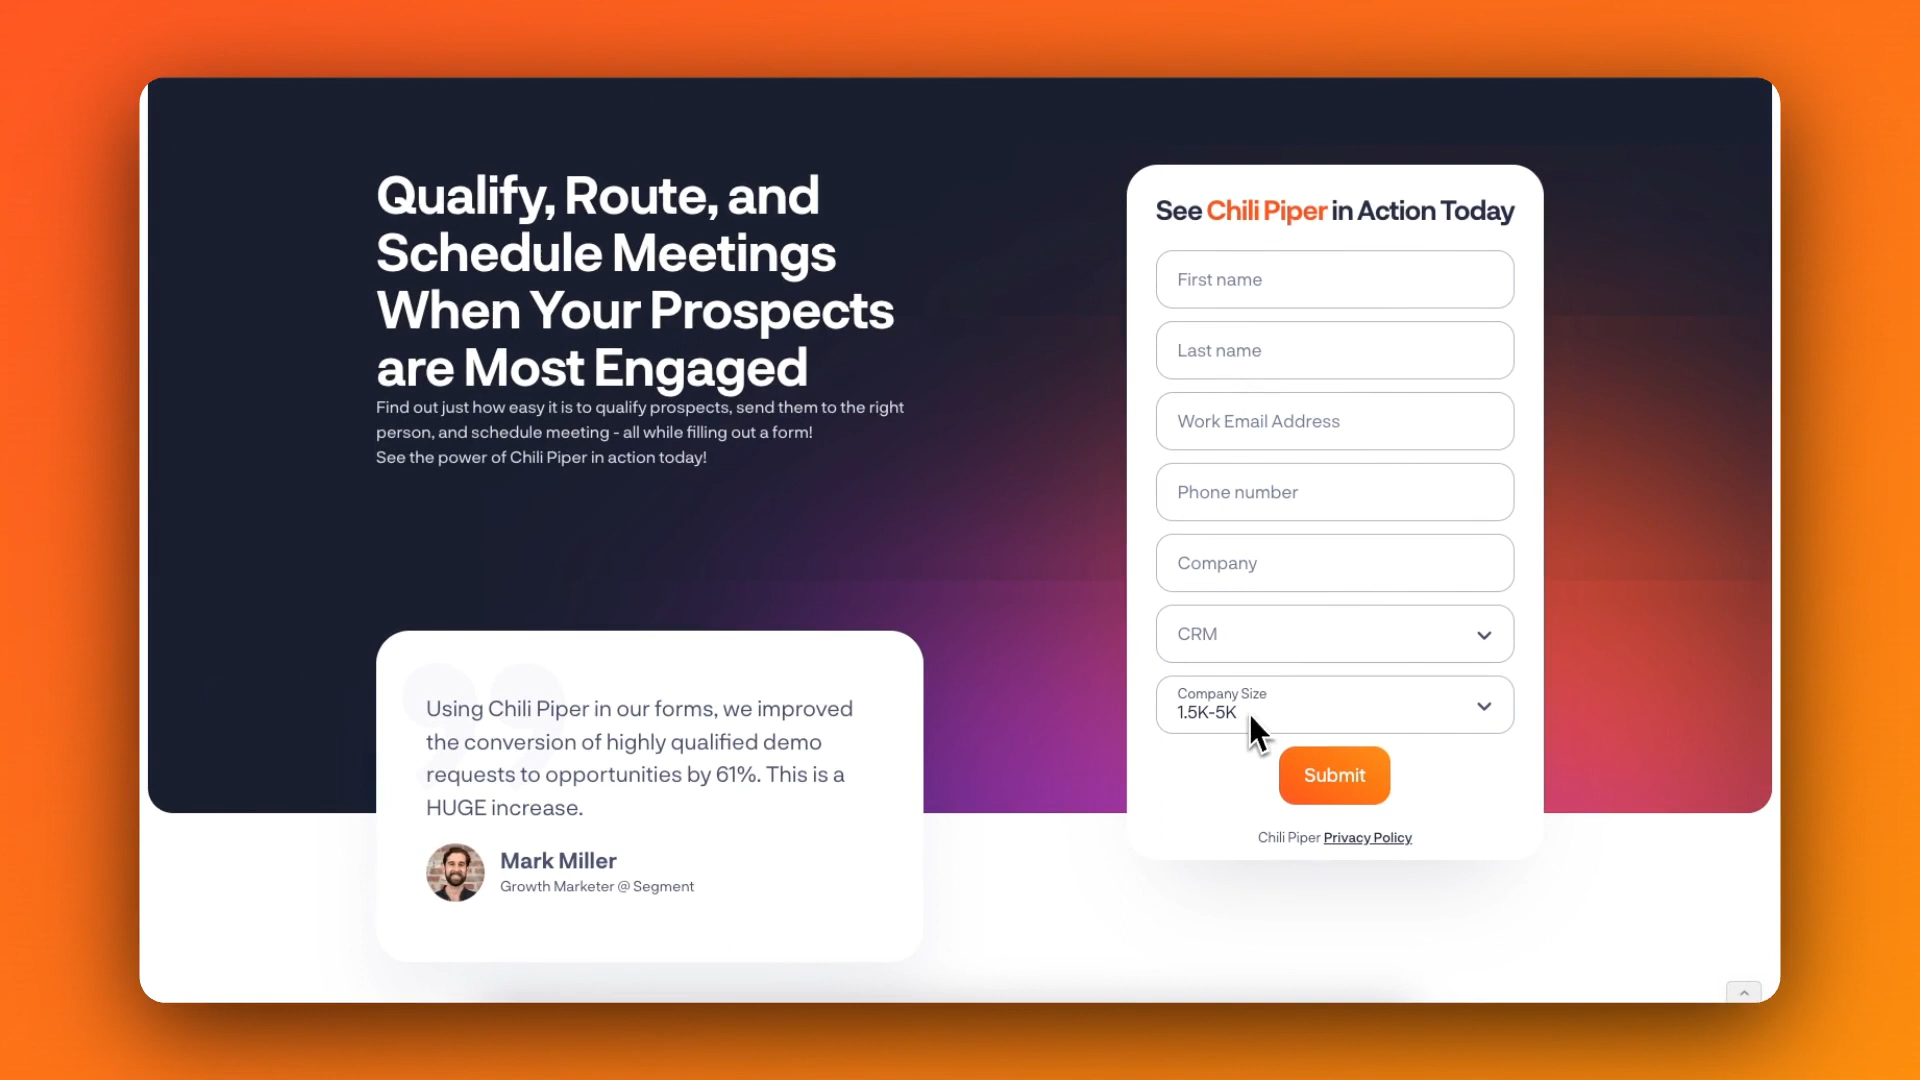 Qualify, Route, and
Schedule Meetings
When Your Prospects
are Most Engaged
Find out just how easy it is to qualify prospects, send them to the right
person, and schedule meeting - all while filling out a form!
See the power of Chili Piper in action today!
Using Chili Piper in our forms, we improved
the conversion of highly qualified demo
requests to opportunities by 61%. This is a
HUGE increase.
Mark Miller
Growth Marketer @ Segment
See Chili Piper in Action Today
First name
Last name
Work Email Address
Phone number
Company
CRM
Company Size
1.5K-5K
Submit
Chili Piper Privacy Policy